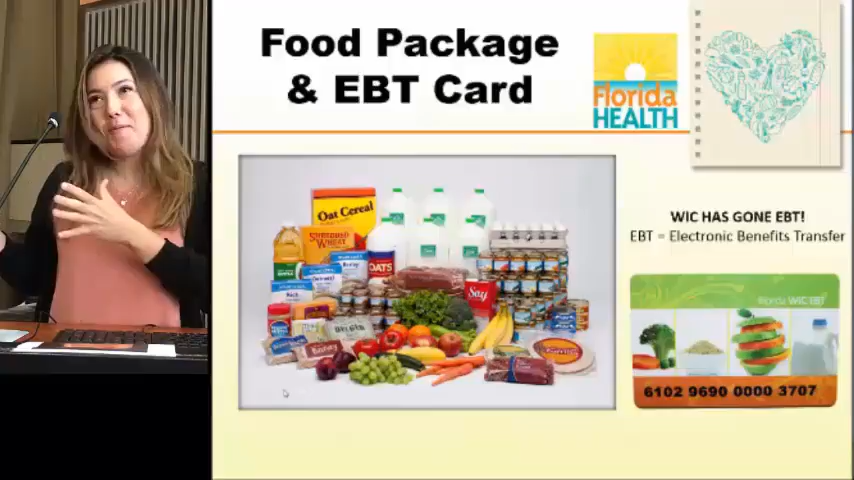 Food Package
& EBT Card
Florida
HEALTH
WIC HAS GONE EBT!
EBT = Electronic Benefits Transfer
Oat Cereal
SHREDDED
WHEAT
OATS
Soy
florida WIC EBT
6102 9690 0000 3707